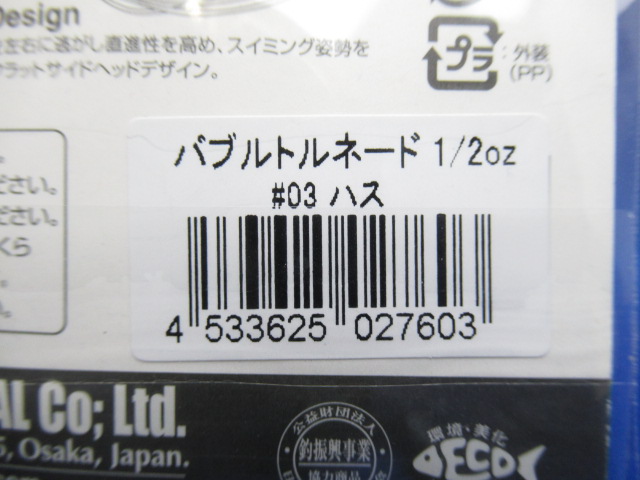 Design
を左右に逃がし直進性を高め、スイミング姿勢を
フラットサイドヘッドデザイン。
プラ
:外装
(PP)
ださい。
ださい。
くら
バブルトルネード 1/2oz
#03 ハス
4 533625 027603
AL Co; Ltd.
5, Osaka, Japan.
公益財団法人
釣振興事業
協力商品
環境・美化
ECO